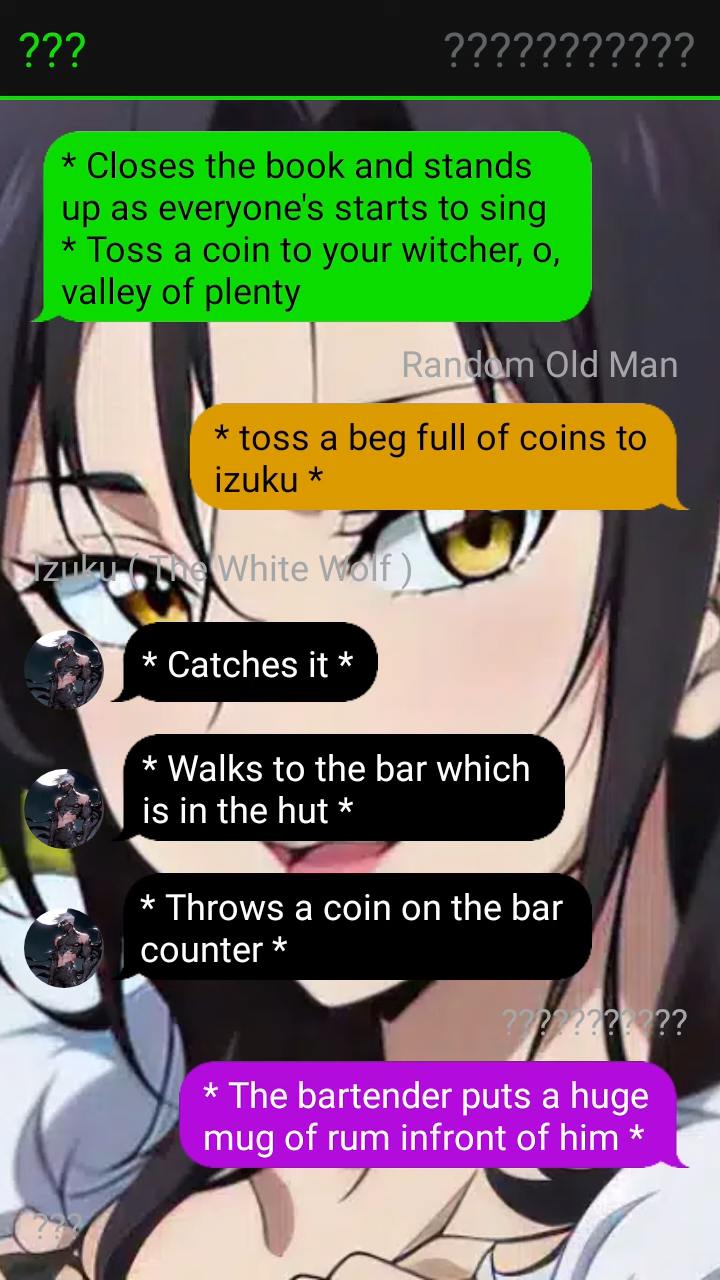 ???
???????????
* Closes the book and stands
up as everyone's starts to sing
* Toss a coin to your witcher, o,
valley of plenty
Random Old Man
* toss a beg full of coins to
izuku *
Izuku ( The White Wolf )
* Catches it *
* Walks to the bar which
is in the hut *
* Throws a coin on the bar
counter *
???????????
* The bartender puts a huge
mug of rum infront of him *
???